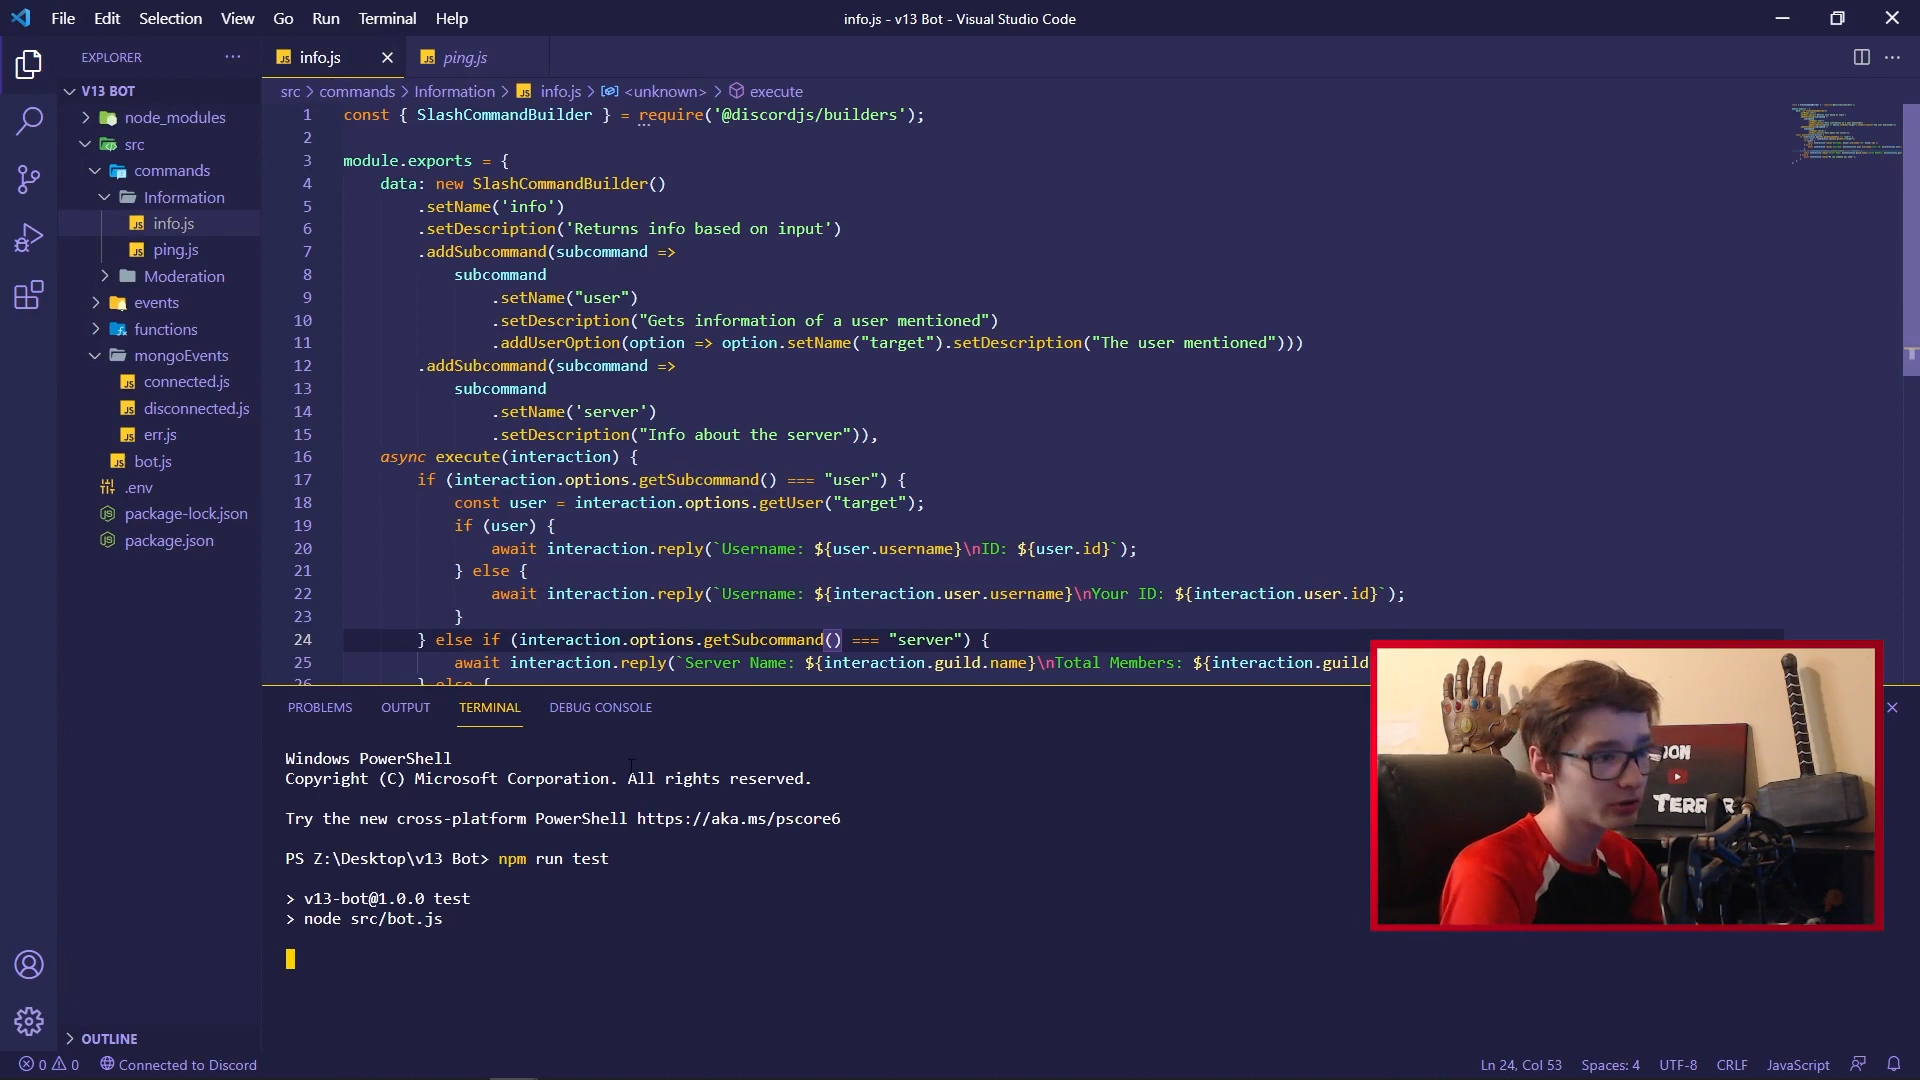 File Edit Selection View Go Run Terminal Help
info.js - v13 Bot - Visual Studio Code
EXPLORER
V13 BOT
node_modules
src
commands
Information
info.js
ping.js
Moderation
events
functions
mongoEvents
connected.js
disconnected.js
err.js
bot.js
.env
package-lock.json
package.json
OUTLINE
info.js
ping.js
src > commands > Information > info.js > <unknown> > execute
1 const { SlashCommandBuilder } = require('@discordjs/builders');
2
3 module.exports = {
4 data: new SlashCommandBuilder()
5 .setName('info')
6 .setDescription('Returns info based on input')
7 .addSubcommand(subcommand =>
8 subcommand
9 .setName("user")
10 .setDescription("Gets information of a user mentioned")
11 .addUserOption(option => option.setName("target").setDescription("The user mentioned")))
12 .addSubcommand(subcommand =>
13 subcommand
14 .setName('server')
15 .setDescription("Info about the server")),
16 async execute(interaction) {
17 if (interaction.options.getSubcommand() === "user") {
18 const user = interaction.options.getUser("target");
19 if (user) {
20 await interaction.reply(`Username: ${user.username}\nID: ${user.id}`);
21 } else {
22 await interaction.reply(`Username: ${interaction.user.username}\nYour ID: ${interaction.user.id}`);
23 }
24 } else if (interaction.options.getSubcommand() === "server") {
25 await interaction.reply(`Server Name: ${interaction.guild.name}\nTotal Members: ${interaction.guild
26 } else {
PROBLEMS OUTPUT TERMINAL DEBUG CONSOLE
Windows PowerShell
Copyright (C) Microsoft Corporation. All rights reserved.
Try the new cross-platform PowerShell https://aka.ms/pscore6
PS Z:\Desktop\v13 Bot> npm run test
> v13-bot@1.0.0 test
> node src/bot.js
ION
TERR
0 0 Connected to Discord
Ln 24, Col 53 Spaces: 4 UTF-8 CRLF JavaScript